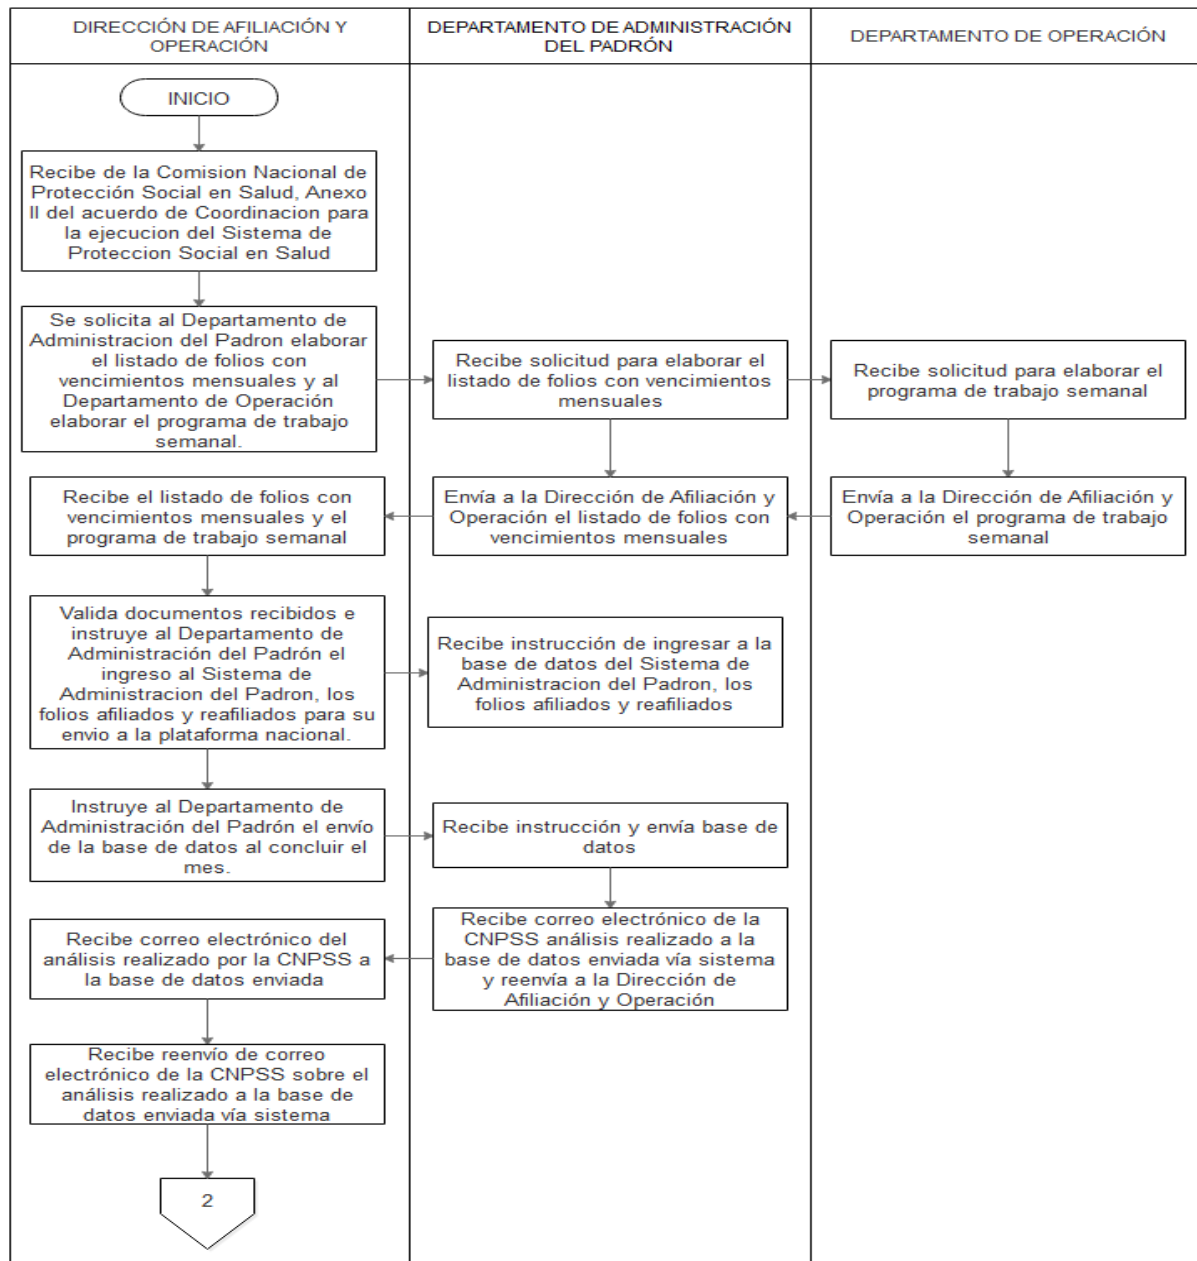 DIRECCIÓN DE AFILIACIÓN Y
OPERACIÓN
DEPARTAMENTO DE ADMINISTRACIÓN
DEL PADRÓN
DEPARTAMENTO DE OPERACIÓN
INICIO
Recibe de la Comision Nacional de
Protección Social en Salud, Anexo
II del acuerdo de Coordinacion para
la ejecucion del Sistema de
Proteccion Social en Salud
Se solicita al Departamento de
Administracion del Padron elaborar
el listado de folios con
vencimientos mensuales y al
Departamento de Operación
elaborar el programa de trabajo
semanal.
Recibe solicitud para elaborar el
listado de folios con vencimientos
mensuales
Recibe solicitud para elaborar el
programa de trabajo semanal
Recibe el listado de folios con
vencimientos mensuales y el
programa de trabajo semanal
Envía a la Dirección de Afiliación y
Operación el listado de folios con
vencimientos mensuales
Envía a la Dirección de Afiliación y
Operación el programa de trabajo
semanal
Valida documentos recibidos e
instruye al Departamento de
Administración del Padrón el
ingreso al Sistema de
Administracion del Padron, los
folios afiliados y reafiliados para su
envio a la plataforma nacional.
Recibe instrucción de ingresar a la
base de datos del Sistema de
Administracion del Padron, los
folios afiliados y reafiliados
Instruye al Departamento de
Administración del Padrón el envío
de la base de datos al concluir el
mes.
Recibe instrucción y envía base de
datos
Recibe correo electrónico del
análisis realizado por la CNPSS a
la base de datos enviada
Recibe correo electrónico de la
CNPSS análisis realizado a la
base de datos enviada vía sistema
y reenvía a la Dirección de
Afiliación y Operación
Recibe reenvío de correo
electrónico de la CNPSS sobre el
análisis realizado a la base de
datos enviada vía sistema
2